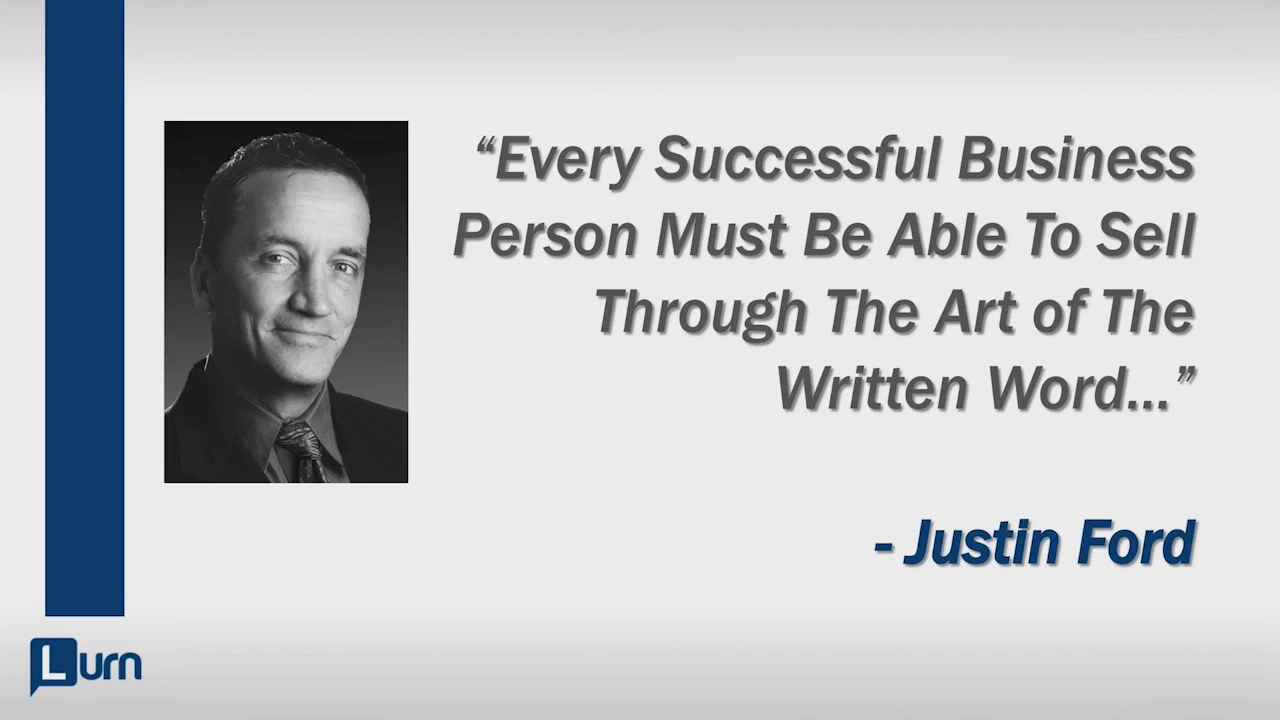 “Every Successful Business
Person Must Be Able To Sell
Through The Art of The
Written Word...”
- Justin Ford
Lurn